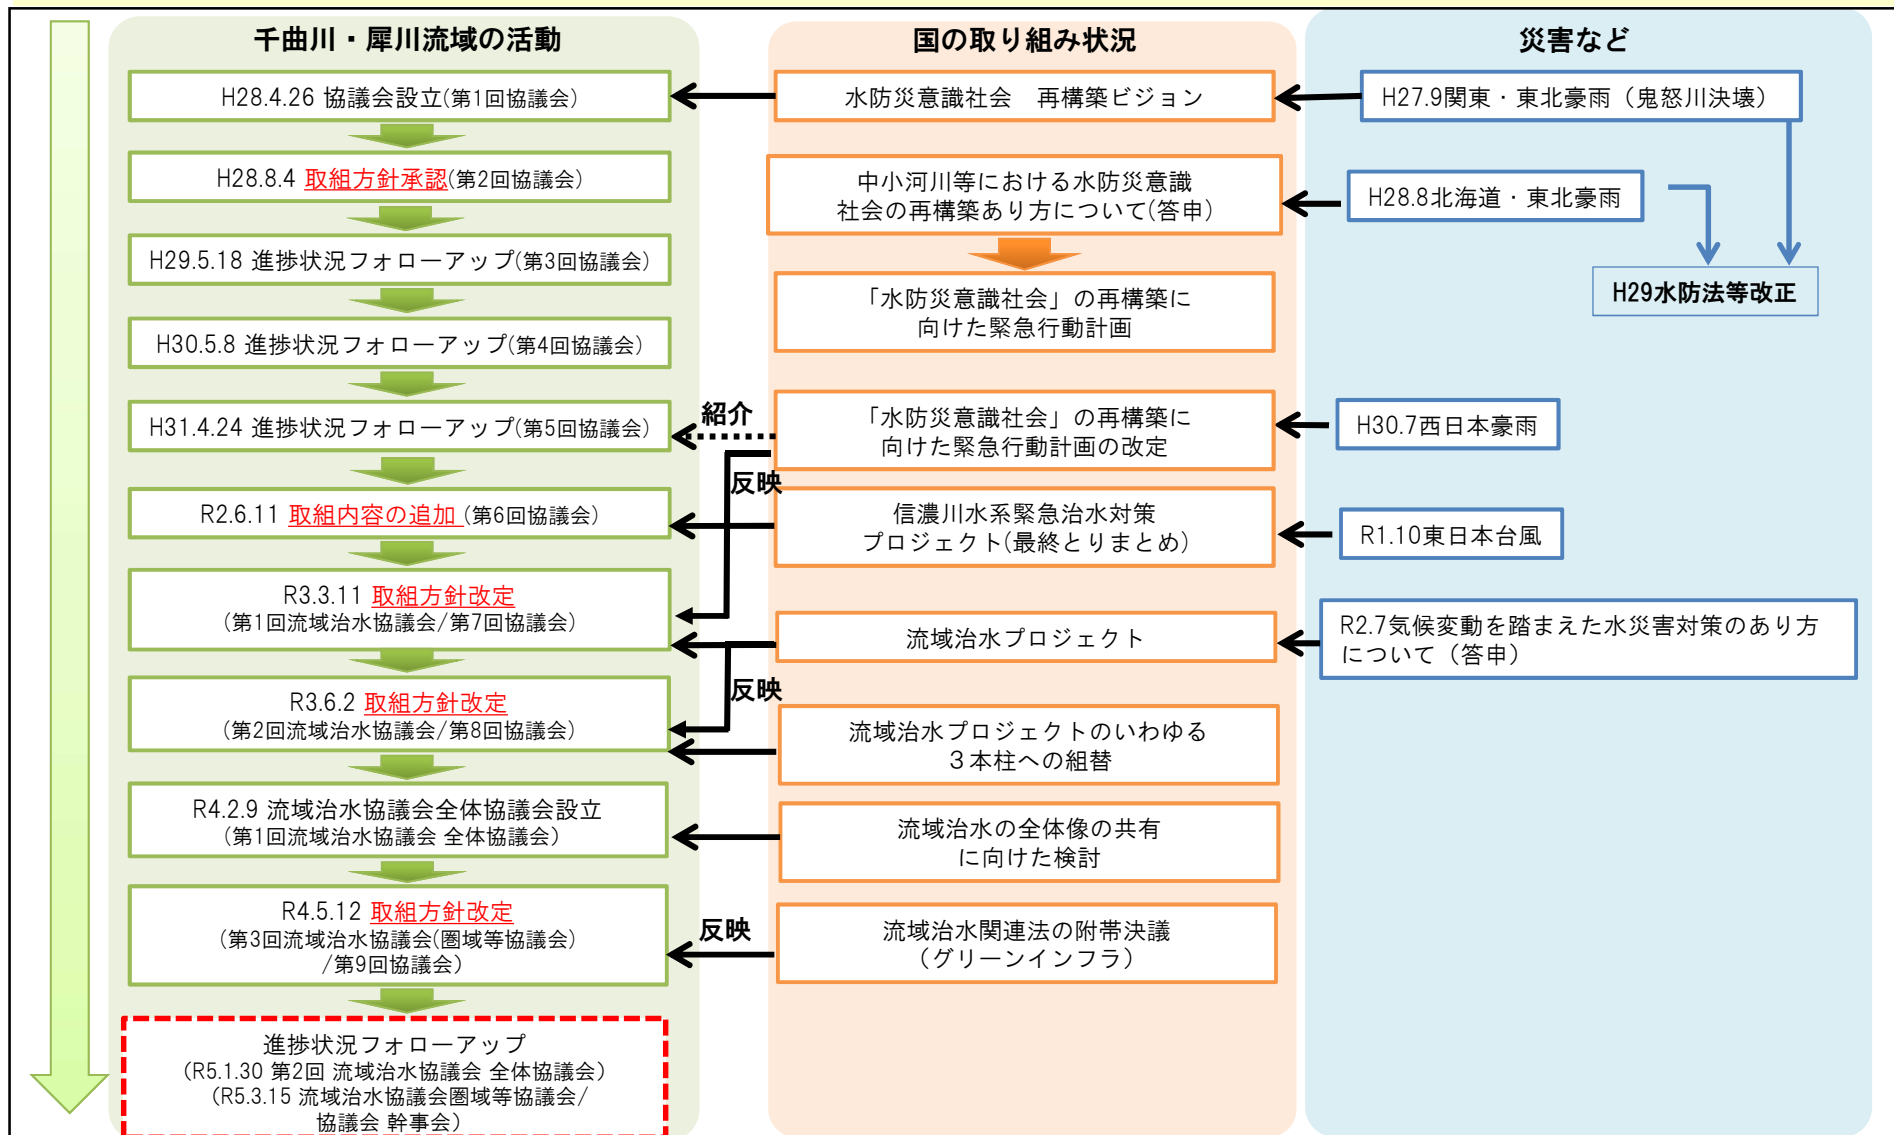 千曲川・犀川流域の活動
H28.4.26 協議会設立(第1回協議会)
H28.8.4 取組方針承認(第2回協議会)
H29.5.18 進捗状況フォローアップ(第3回協議会)
H30.5.8 進捗状況フォローアップ(第4回協議会)
H31.4.24 進捗状況フォローアップ(第5回協議会)
R2.6.11 取組内容の追加 (第6回協議会)
R3.3.11 取組方針改定
(第1回流域治水協議会/第7回協議会)
R3.6.2 取組方針改定
(第2回流域治水協議会/第8回協議会)
R4.2.9 流域治水協議会全体協議会設立
(第1回流域治水協議会 全体協議会)
R4.5.12 取組方針改定
(第3回流域治水協議会(圏域等協議会)
/第9回協議会)
進捗状況フォローアップ
(R5.1.30 第2回 流域治水協議会 全体協議会)
(R5.3.15 流域治水協議会圏域等協議会/
協議会 幹事会)
紹介
反映
反映
反映
国の取り組み状況
水防災意識社会　再構築ビジョン
中小河川等における水防災意識
社会の再構築あり方について(答申)
「水防災意識社会」の再構築に
向けた緊急行動計画
「水防災意識社会」の再構築に
向けた緊急行動計画の改定
信濃川水系緊急治水対策
プロジェクト(最終とりまとめ)
流域治水プロジェクト
流域治水プロジェクトのいわゆる
３本柱への組替
流域治水の全体像の共有
に向けた検討
流域治水関連法の附帯決議
(グリーンインフラ)
災害など
H27.9関東・東北豪雨（鬼怒川決壊）
H28.8北海道・東北豪雨
H29水防法等改正
H30.7西日本豪雨
R1.10東日本台風
R2.7気候変動を踏まえた水災害対策のあり方
について（答申）